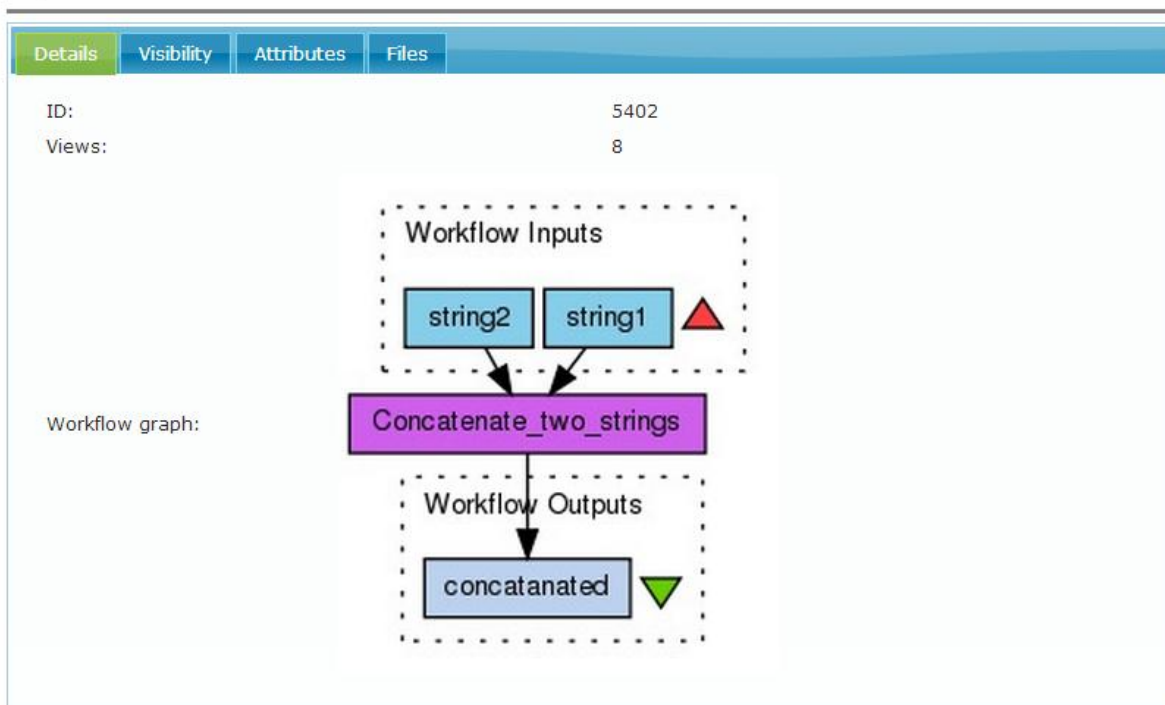 Details Visibility Attributes Files
ID: 5402
Views: 8
Workflow Inputs
string2 string1
Workflow graph: Concatenate_two_strings
Workflow Outputs
concatanated